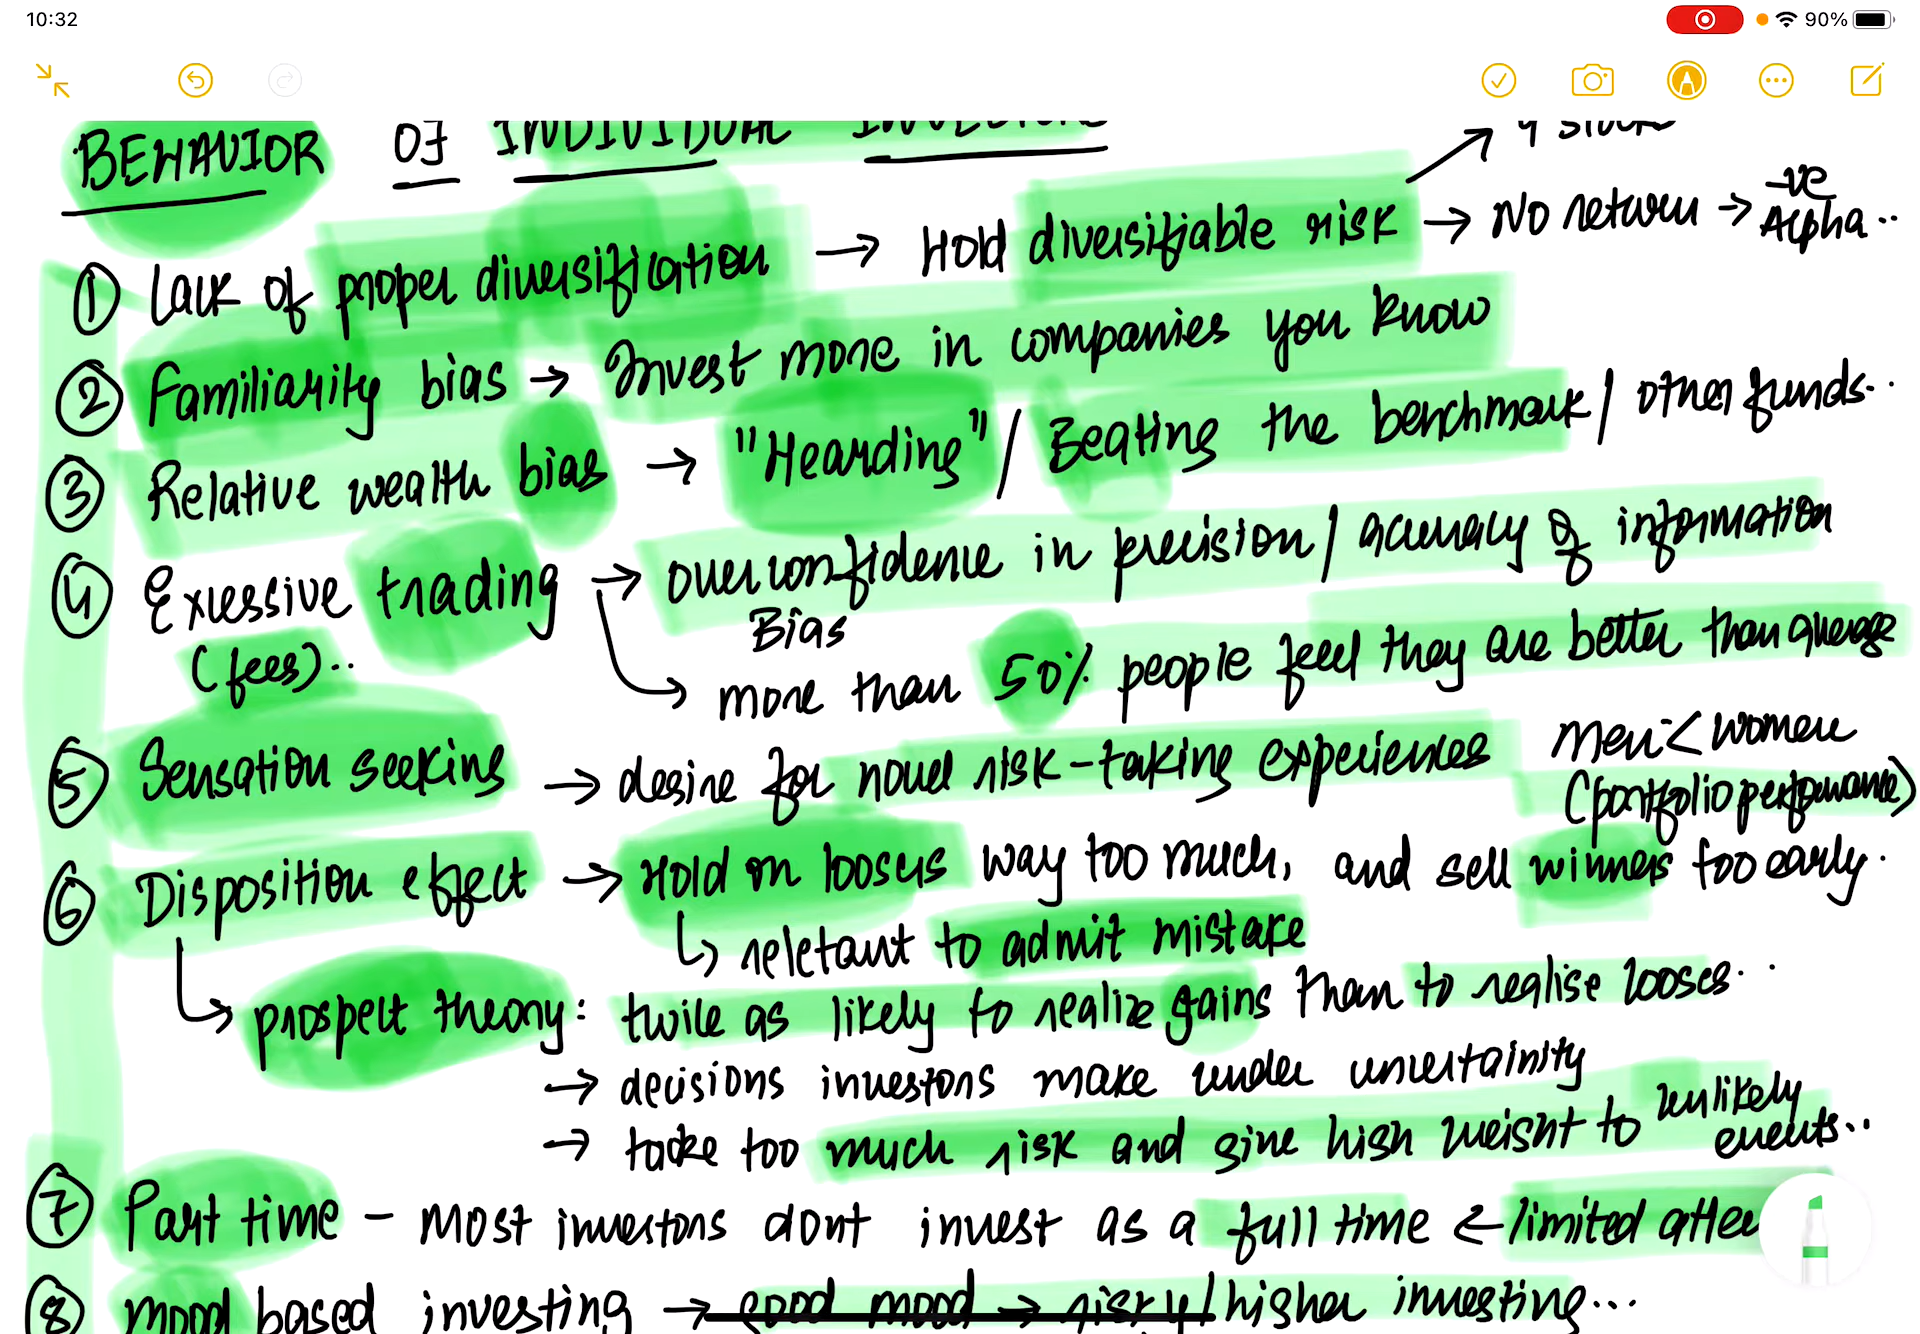 10:32
90%
BEHAVIOR OF INDIVIDUAL INVESTORS
① Lack of proper diversification → Hold diversifiable risk → No return → -ve Alpha..
② Familiarity bias → Invest more in companies you know
③ Relative wealth bias → "Hearding" / Beating the benchmark / other funds..
④ Excessive trading → overconfidence in precision / accuracy of information
(fees).. Bias
↳ more than 50% people feel they are better than average
⑤ Sensation seeking → desire for novel risk-taking experiences Men < women
(portfolio performance)
⑥ Disposition effect → Hold on loosers way too much, and sell winners too early.
↳ reletant to admit mistake
↳ prospect theory: twice as likely to realize gains than to realise looses..
→ decisions investors make under uncertainity
→ take too much risk and give high weight to unlikely events..
⑦ Part time – most investors dont invest as a full time ← limited atten
⑧ mood based investing → good mood → risky / higher investing...